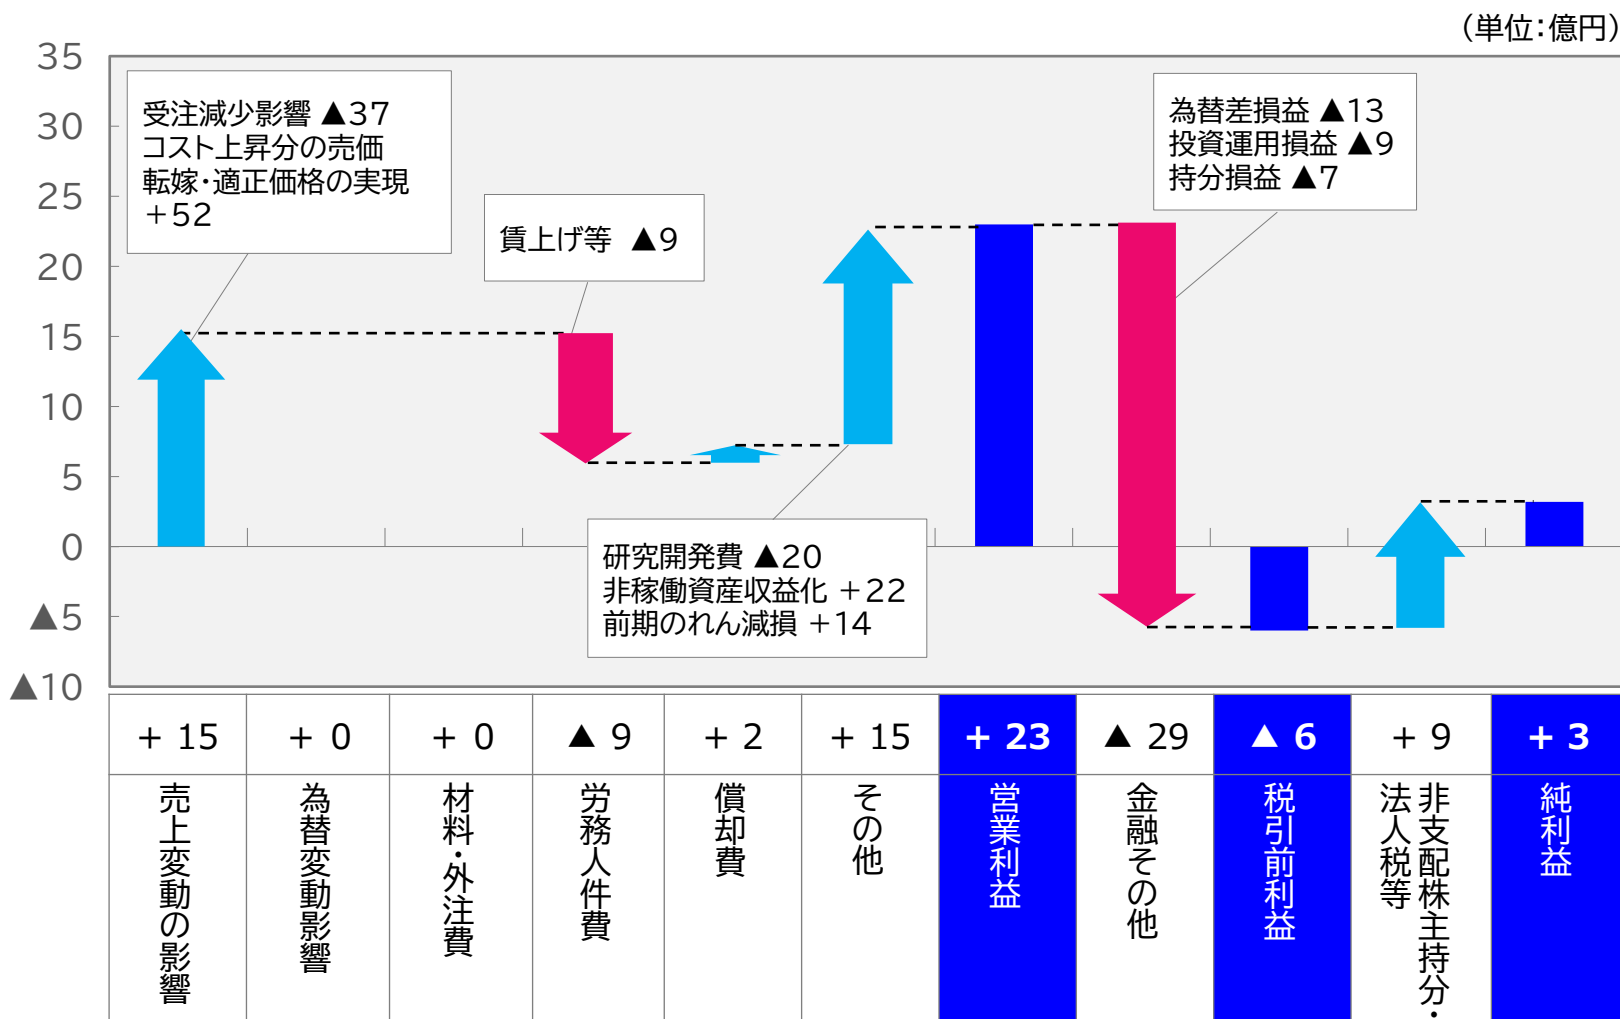 (単位:億円)
35
30
25
20
15
10
5
0
▲5
▲10
受注減少影響 ▲37
コスト上昇分の売価
転嫁・適正価格の実現
+52
賃上げ等 ▲9
研究開発費 ▲20
非稼働資産収益化 +22
前期のれん減損 +14
為替差損益 ▲13
投資運用損益 ▲9
持分損益 ▲7
+ 15
+ 0
+ 0
▲ 9
+ 2
+ 15
+ 23
▲ 29
▲ 6
+ 9
+ 3
売上変動の影響
為替変動影響
材料・外注費
労務人件費
償却費
その他
営業利益
金融その他
税引前利益
非支配株主持分・
法人税等
純利益